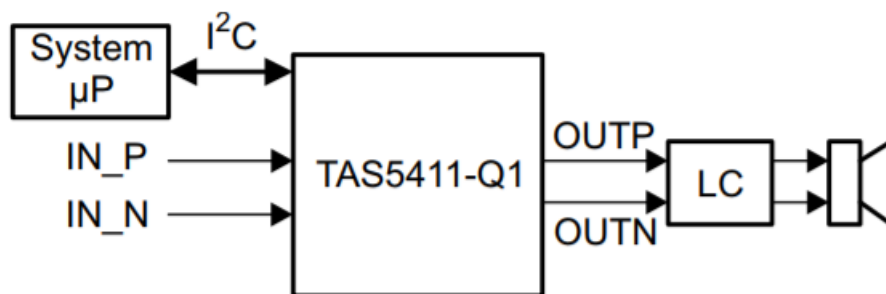 System
µP
I²C
IN_P
IN_N
TAS5411-Q1
OUTP
OUTN
LC